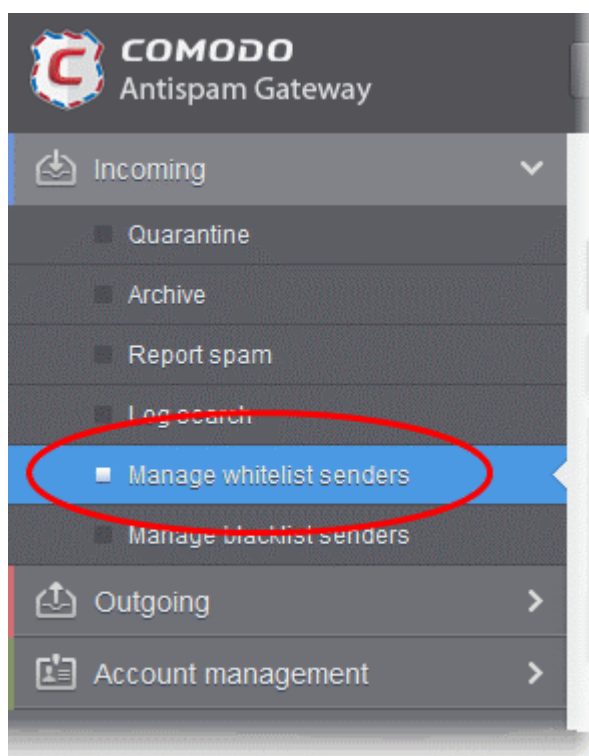 C
COMODO
Antispam Gateway
Incoming
Quarantine
Archive
Report spam
Log search
Manage whitelist senders
Manage blacklist senders
Outgoing
Account management